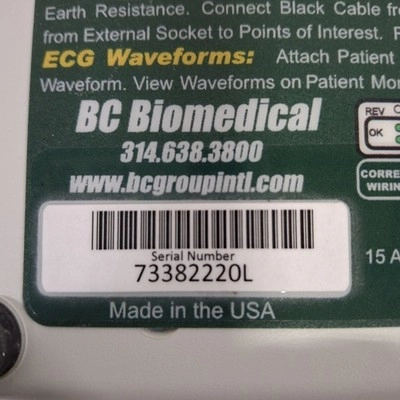 Earth Resistance. Connect Black Cable
from External Socket to Points of Interest.
ECG Waveforms: Attach Patient
Waveform. View Waveforms on Patient
BC Biomedical
314.638.3800
www.bcgroupintl.com
REV
OK
CORRE
WIRIN
Serial Number
73382220L
15 A
Made in the USA